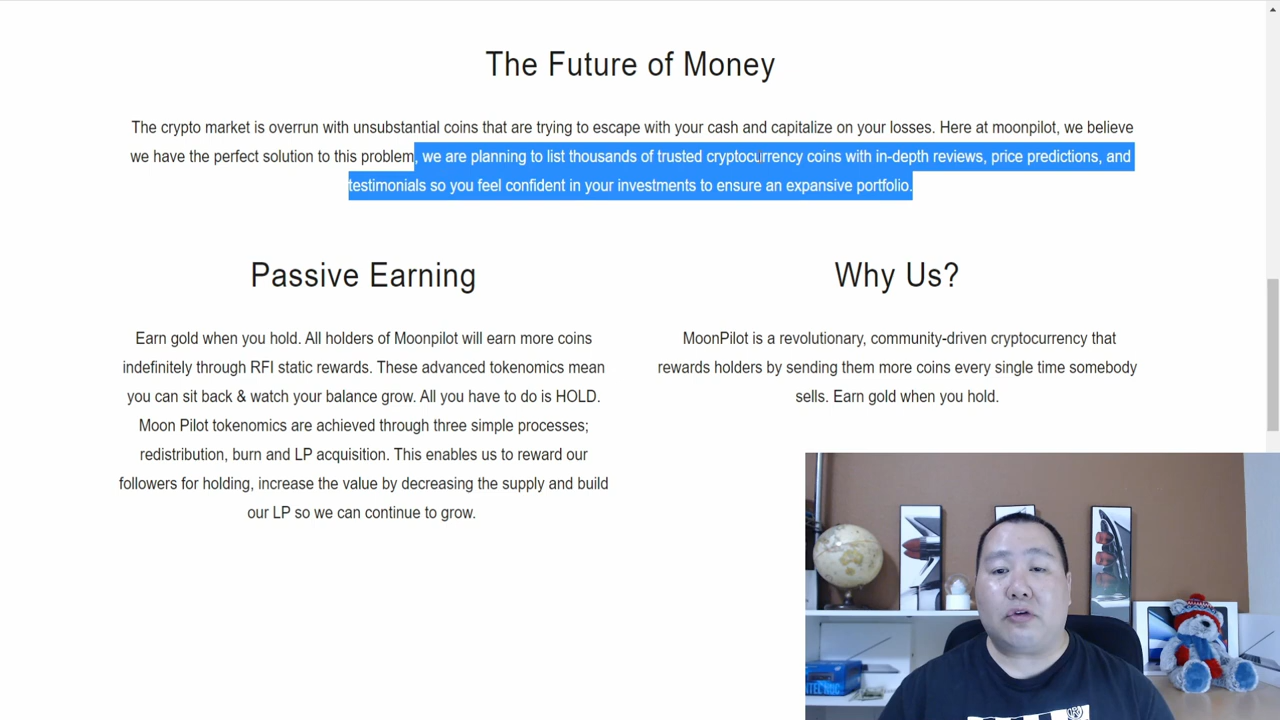 The Future of Money
The crypto market is overrun with unsubstantial coins that are trying to escape with your cash and capitalize on your losses. Here at moonpilot, we believe
we have the perfect solution to this problem, we are planning to list thousands of trusted cryptocurrency coins with in-depth reviews, price predictions, and
testimonials so you feel confident in your investments to ensure an expansive portfolio.
Passive Earning
Earn gold when you hold. All holders of Moonpilot will earn more coins
indefinitely through RFI static rewards. These advanced tokenomics mean
you can sit back & watch your balance grow. All you have to do is HOLD.
Moon Pilot tokenomics are achieved through three simple processes;
redistribution, burn and LP acquisition. This enables us to reward our
followers for holding, increase the value by decreasing the supply and build
our LP so we can continue to grow.
Why Us?
MoonPilot is a revolutionary, community-driven cryptocurrency that
rewards holders by sending them more coins every single time somebody
sells. Earn gold when you hold.